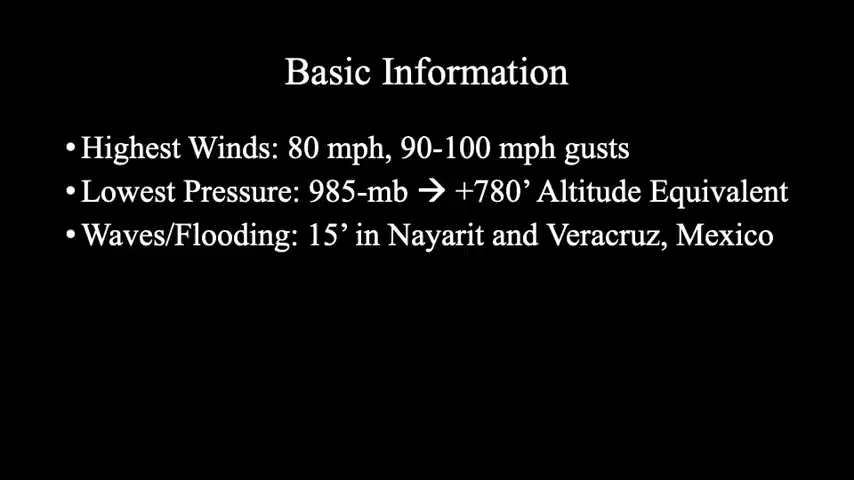 Basic Information
• Highest Winds: 80 mph, 90-100 mph gusts
• Lowest Pressure: 985-mb → +780’ Altitude Equivalent
• Waves/Flooding: 15’ in Nayarit and Veracruz, Mexico